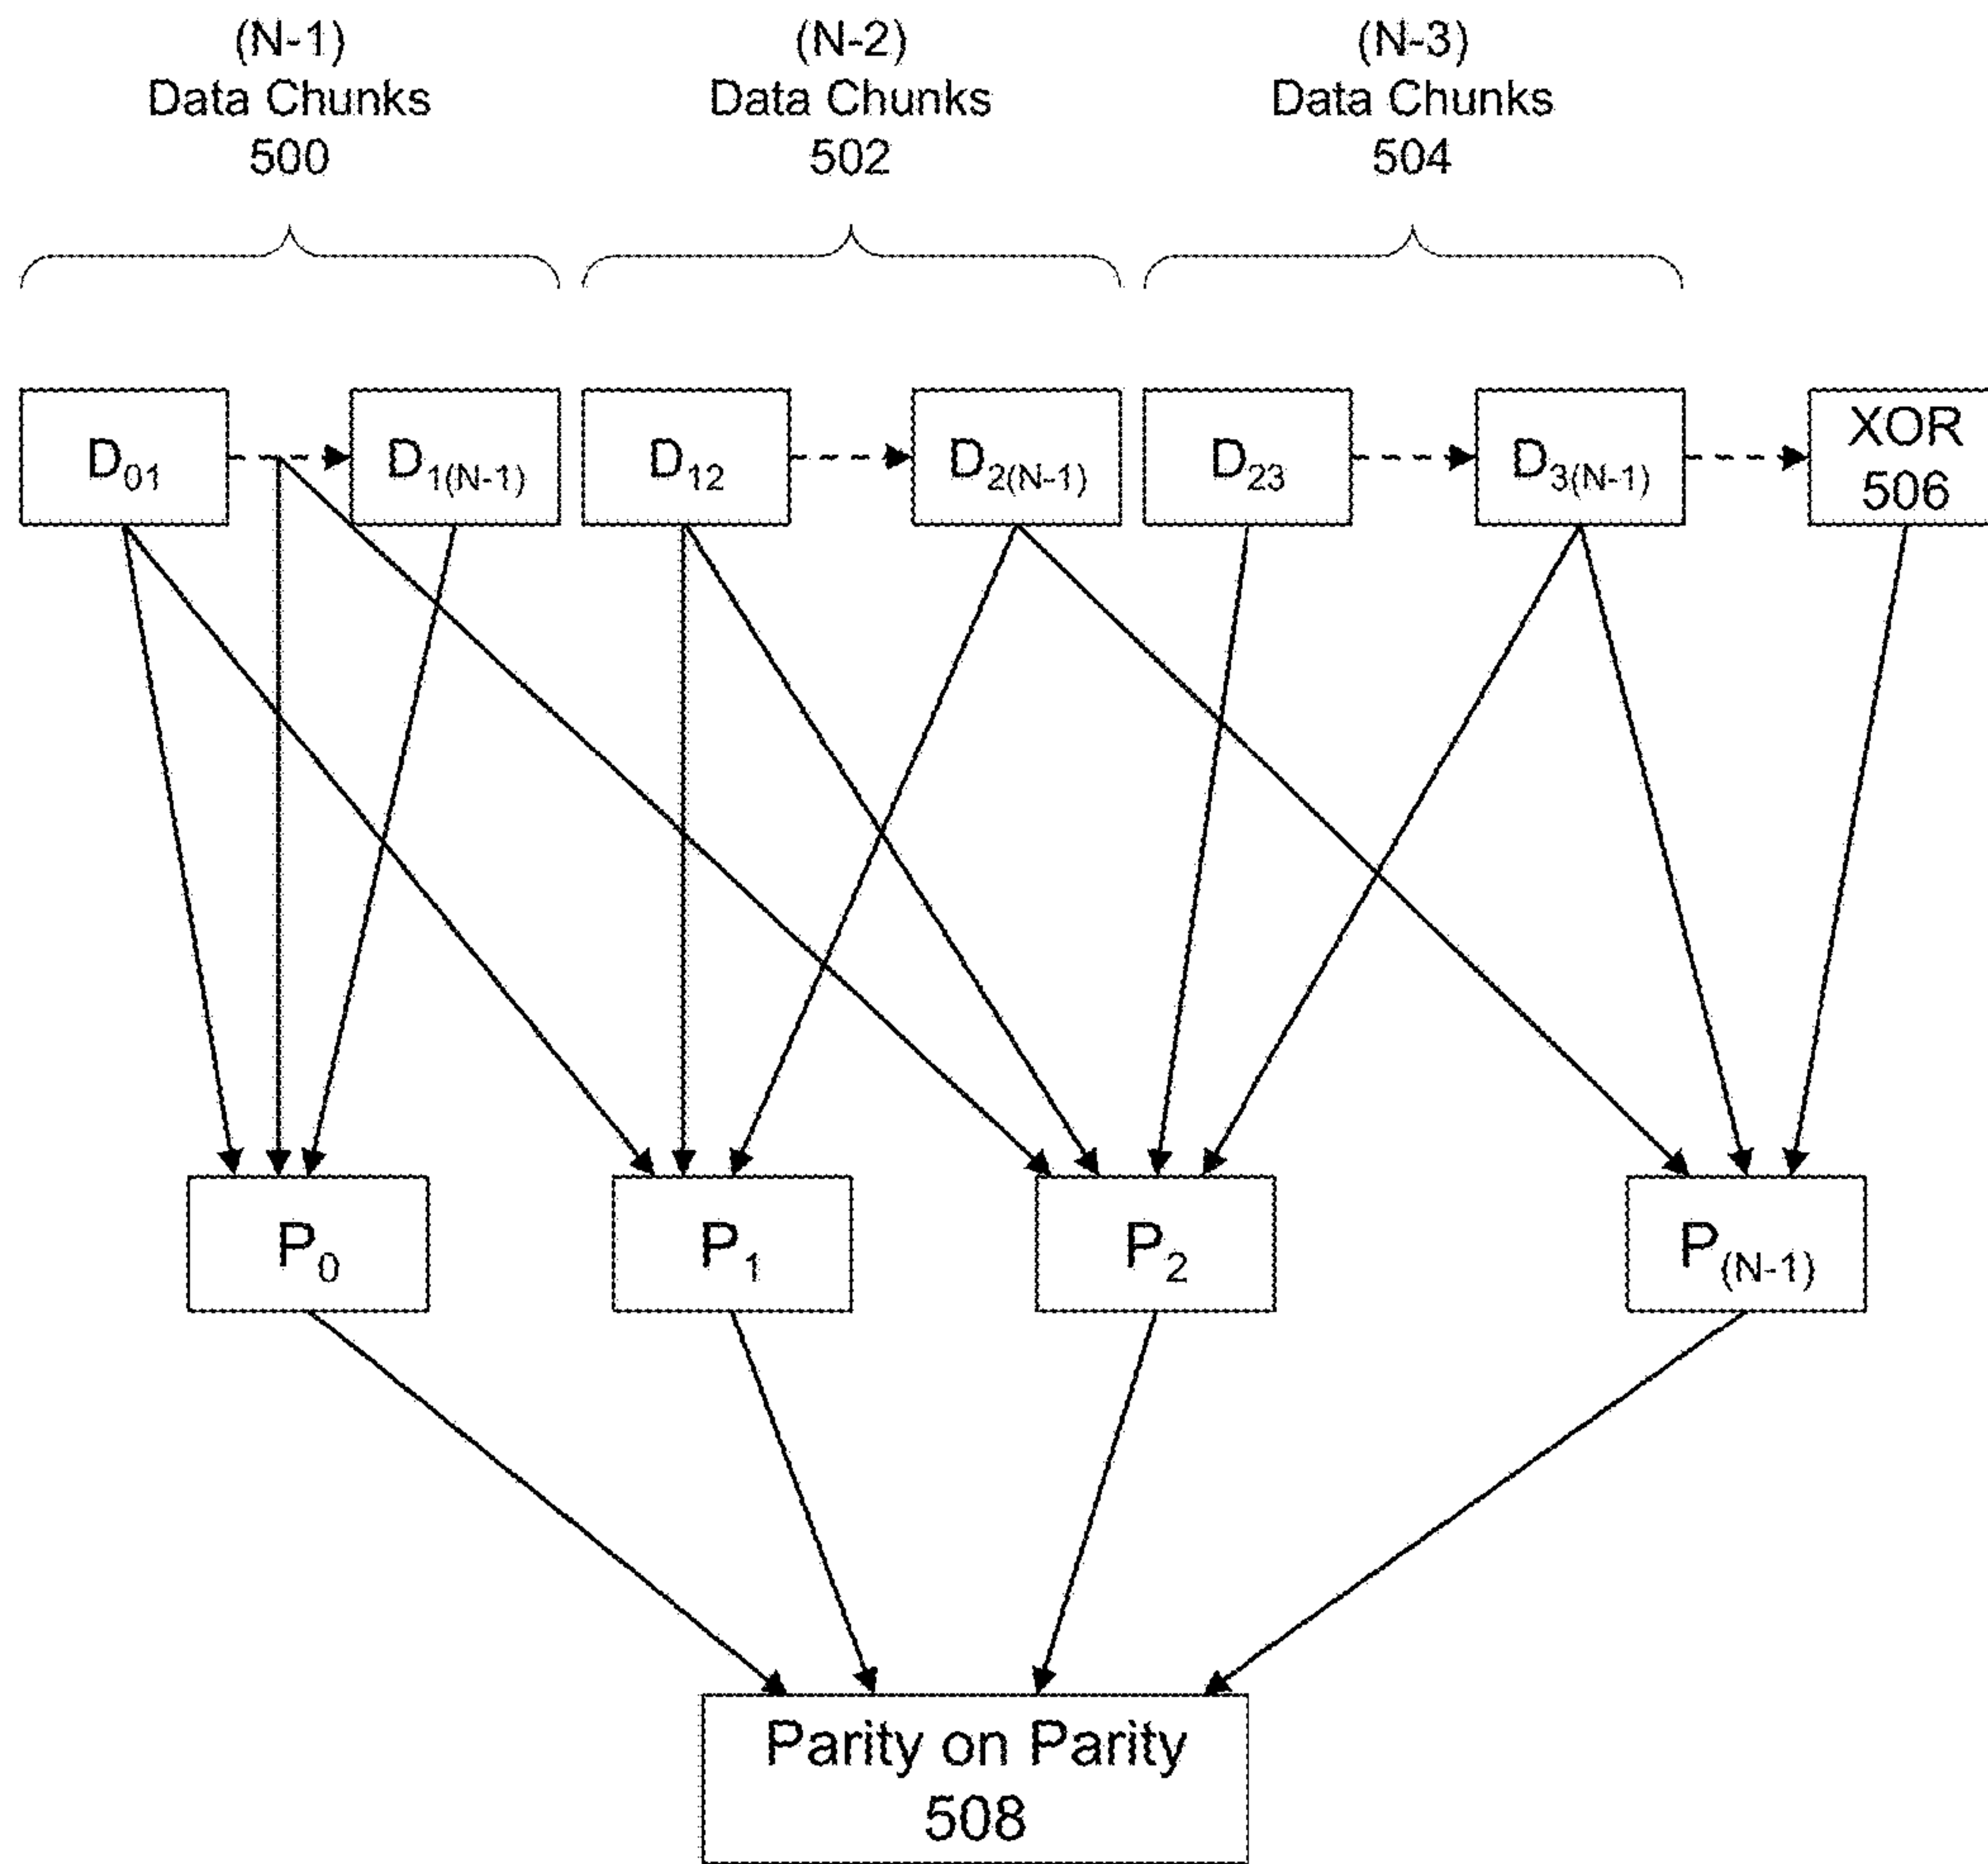 (N-1)
Data Chunks
500
(N-2)
Data Chunks
502
(N-3)
Data Chunks
504
D01
D1(N-1)
D12
D2(N-1)
D23
D3(N-1)
XOR
506
P0
P1
P2
P(N-1)
Parity on Parity
508